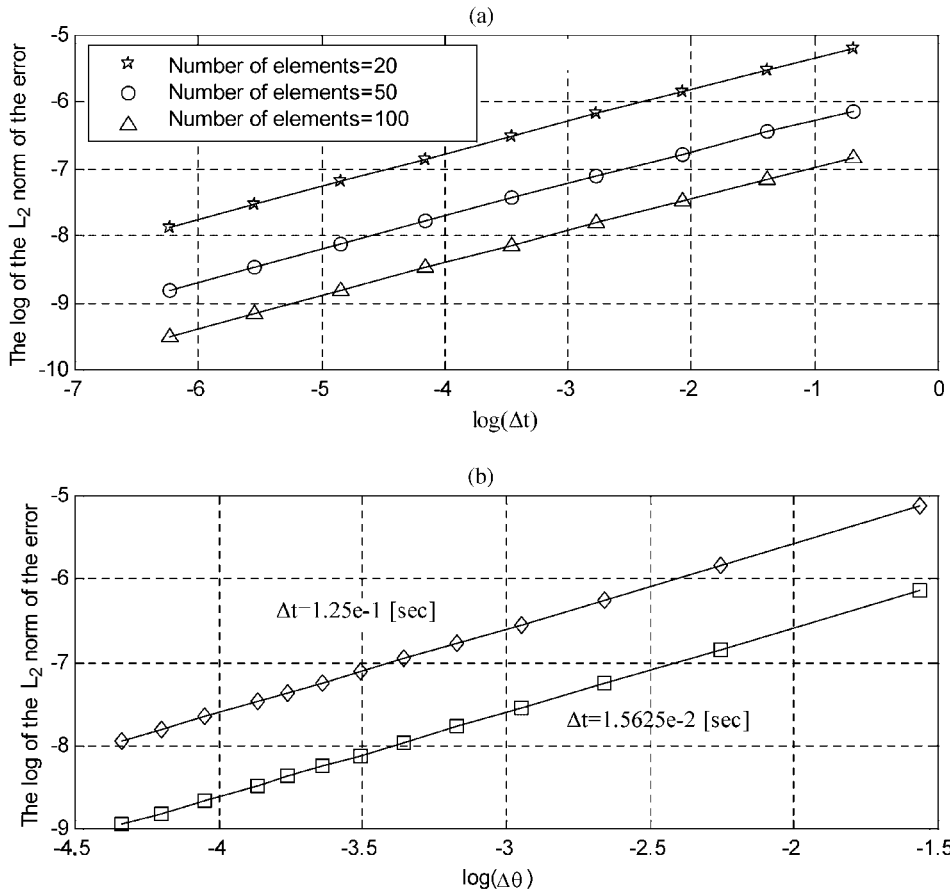 (a)
-5
-6
-7
-8
-9
-10
The log of the L₂ norm of the error
Number of elements=20
Number of elements=50
Number of elements=100
-7 -6 -5 -4 -3 -2 -1 0
log(Δt)
(b)
-5
-6
-7
-8
-9
The log of the L₂ norm of the error
Δt=1.25e-1 [sec]
Δt=1.5625e-2 [sec]
-4.5 -4 -3.5 -3 -2.5 -2 -1.5
log(Δθ)